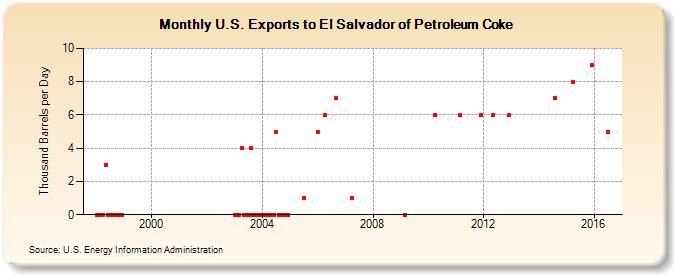 Monthly U.S. Exports to El Salvador of Petroleum Coke
Thousand Barrels per Day
10
8
6
4
2
0
2000 2004 2008 2012 2016
Source: U.S. Energy Information Administration